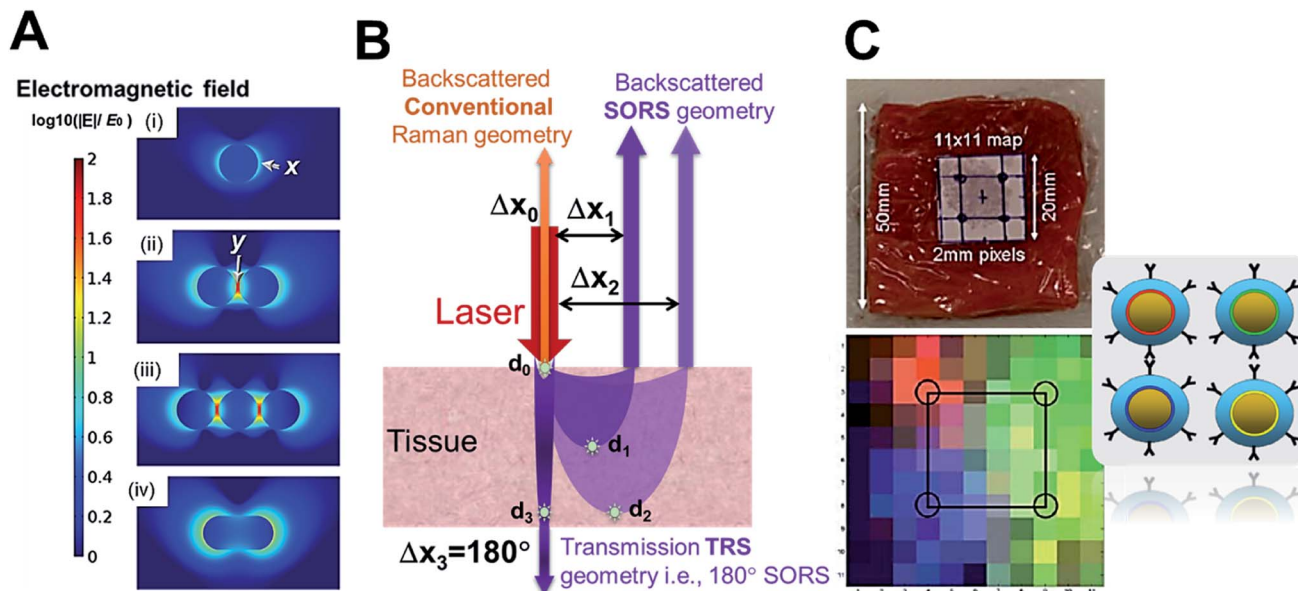 A
Electromagnetic field
log10(|E|/ E₀ )
2
1.8
1.6
1.4
1.2
1
0.8
0.6
0.4
0.2
0
(i)
x
(ii)
y
(iii)
(iv)
B
Backscattered
Conventional
Raman geometry
Backscattered
SORS geometry
Δx₀
Δx₁
Δx₂
Laser
d₀
Tissue
d₁
d₃
d₂
Δx₃=180°
Transmission TRS
geometry i.e., 180° SORS
C
11x11 map
50mm
20mm
2mm pixels